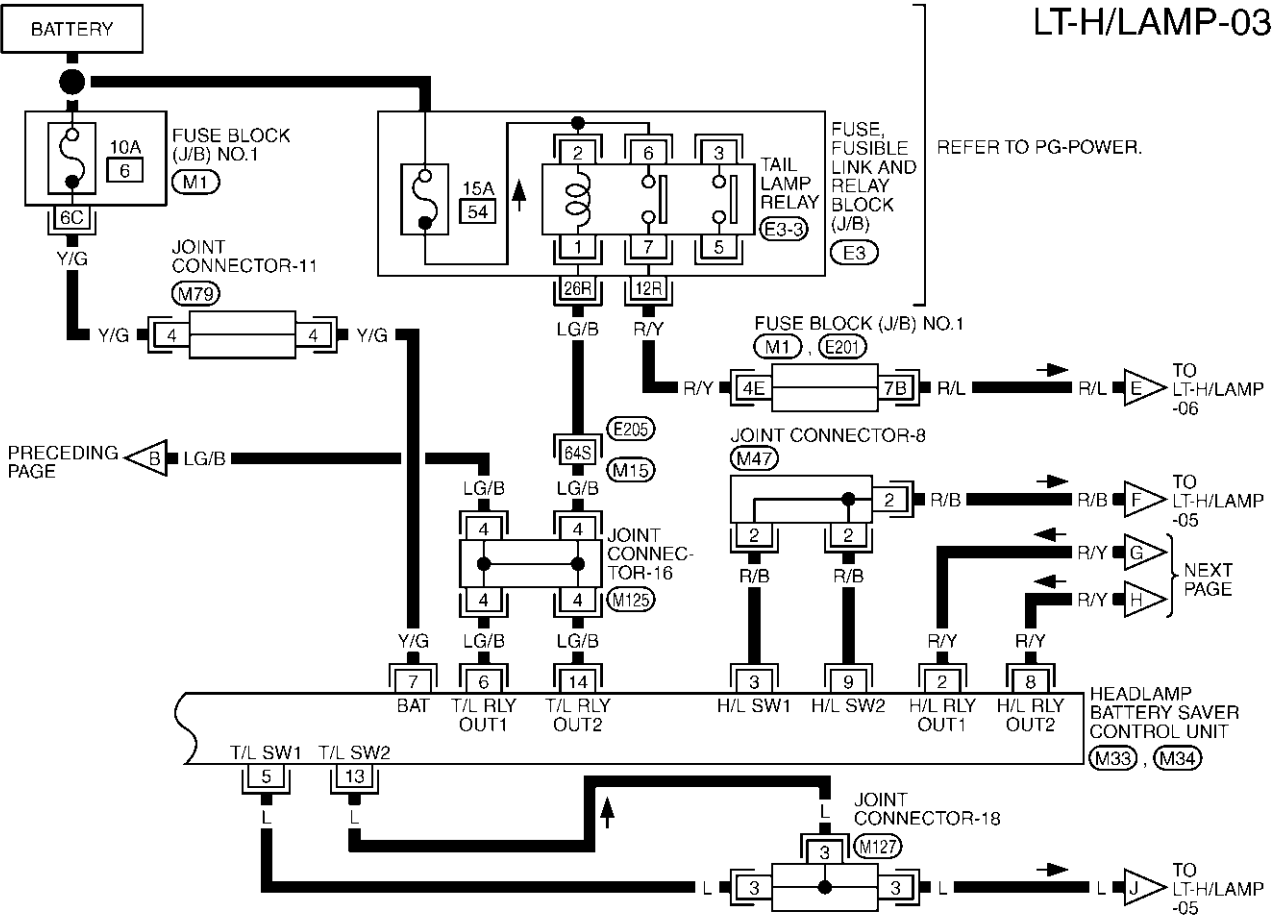 LT-H/LAMP-03
BATTERY
10A
6
FUSE BLOCK
(J/B) NO.1
M1
6C
Y/G
15A
54
2
6
3
TAIL
LAMP
RELAY
E3-3
1
7
5
FUSE,
FUSIBLE
LINK AND
RELAY
BLOCK
(J/B)
E3
REFER TO PG-POWER.
26R
12R
LG/B
R/Y
JOINT
CONNECTOR-11
M79
Y/G
4
4
Y/G
FUSE BLOCK (J/B) NO.1
M1 , E201
R/Y
4E
7B
R/L
R/L
E
TO
LT-H/LAMP
-06
PRECEDING
PAGE
B
LG/B
E205
64S
M15
LG/B
LG/B
4
4
JOINT
CONNEC-
TOR-16
M125
4
4
JOINT CONNECTOR-8
M47
2
R/B
R/B
F
TO
LT-H/LAMP
-05
2
2
R/B
R/B
R/Y
G
R/Y
H
NEXT
PAGE
Y/G
LG/B
LG/B
R/Y
R/Y
7
6
14
3
9
2
8
BAT
T/L RLY
OUT1
T/L RLY
OUT2
H/L SW1
H/L SW2
H/L RLY
OUT1
H/L RLY
OUT2
HEADLAMP
BATTERY SAVER
CONTROL UNIT
M33 , M34
T/L SW1
T/L SW2
5
13
L
L
L
JOINT
CONNECTOR-18
M127
3
L
3
3
L
L
J
TO
LT-H/LAMP
-05